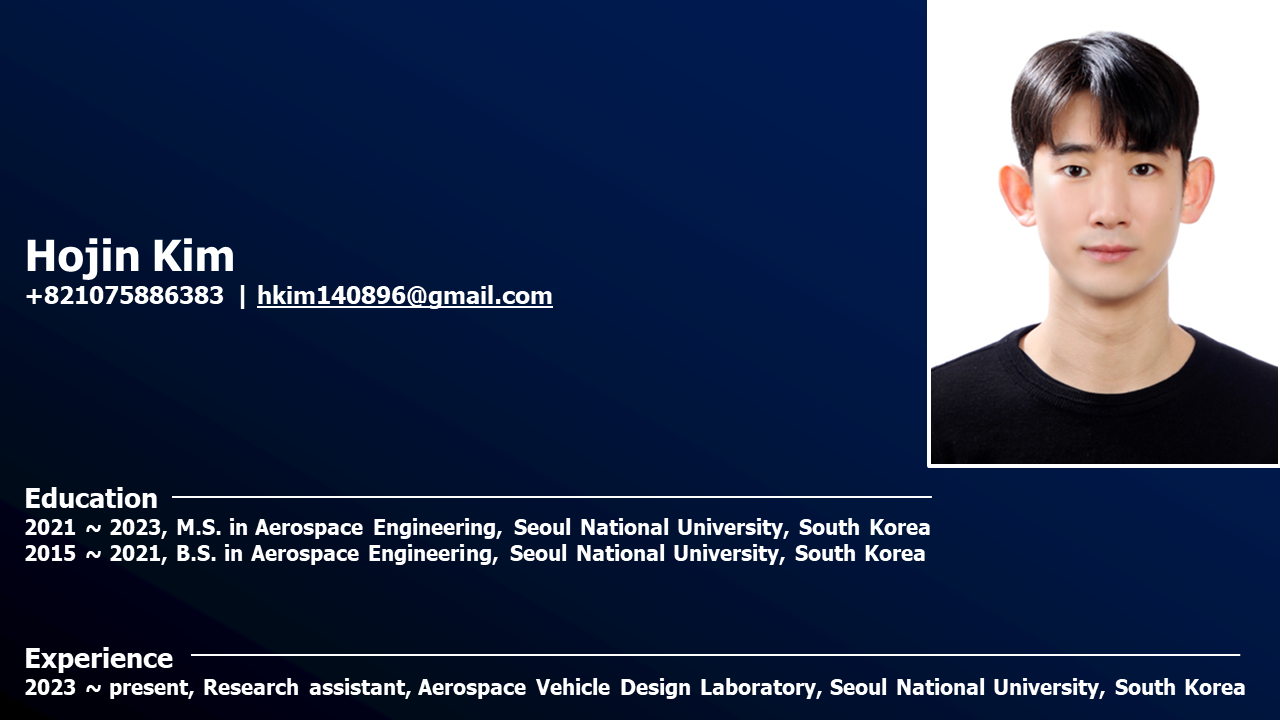 Hojin Kim
+821075886383 | hkim140896@gmail.com
Education
2021 ~ 2023, M.S. in Aerospace Engineering, Seoul National University, South Korea
2015 ~ 2021, B.S. in Aerospace Engineering, Seoul National University, South Korea
Experience
2023 ~ present, Research assistant, Aerospace Vehicle Design Laboratory, Seoul National University, South Korea